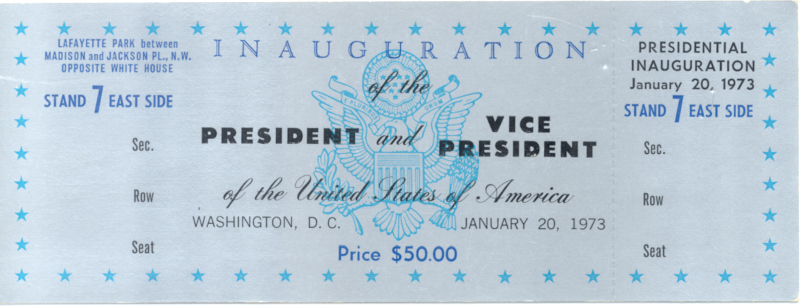 LAFAYETTE PARK between
MADISON and JACKSON PL., N.W.
OPPOSITE WHITE HOUSE
STAND 7 EAST SIDE
Sec.
Row
Seat
INAUGURATION
of the
PRESIDENT and VICE PRESIDENT
of the United States of America
WASHINGTON, D. C. JANUARY 20, 1973
Price $50.00
PRESIDENTIAL
INAUGURATION
January 20, 1973
STAND 7 EAST SIDE
Sec.
Row
Seat